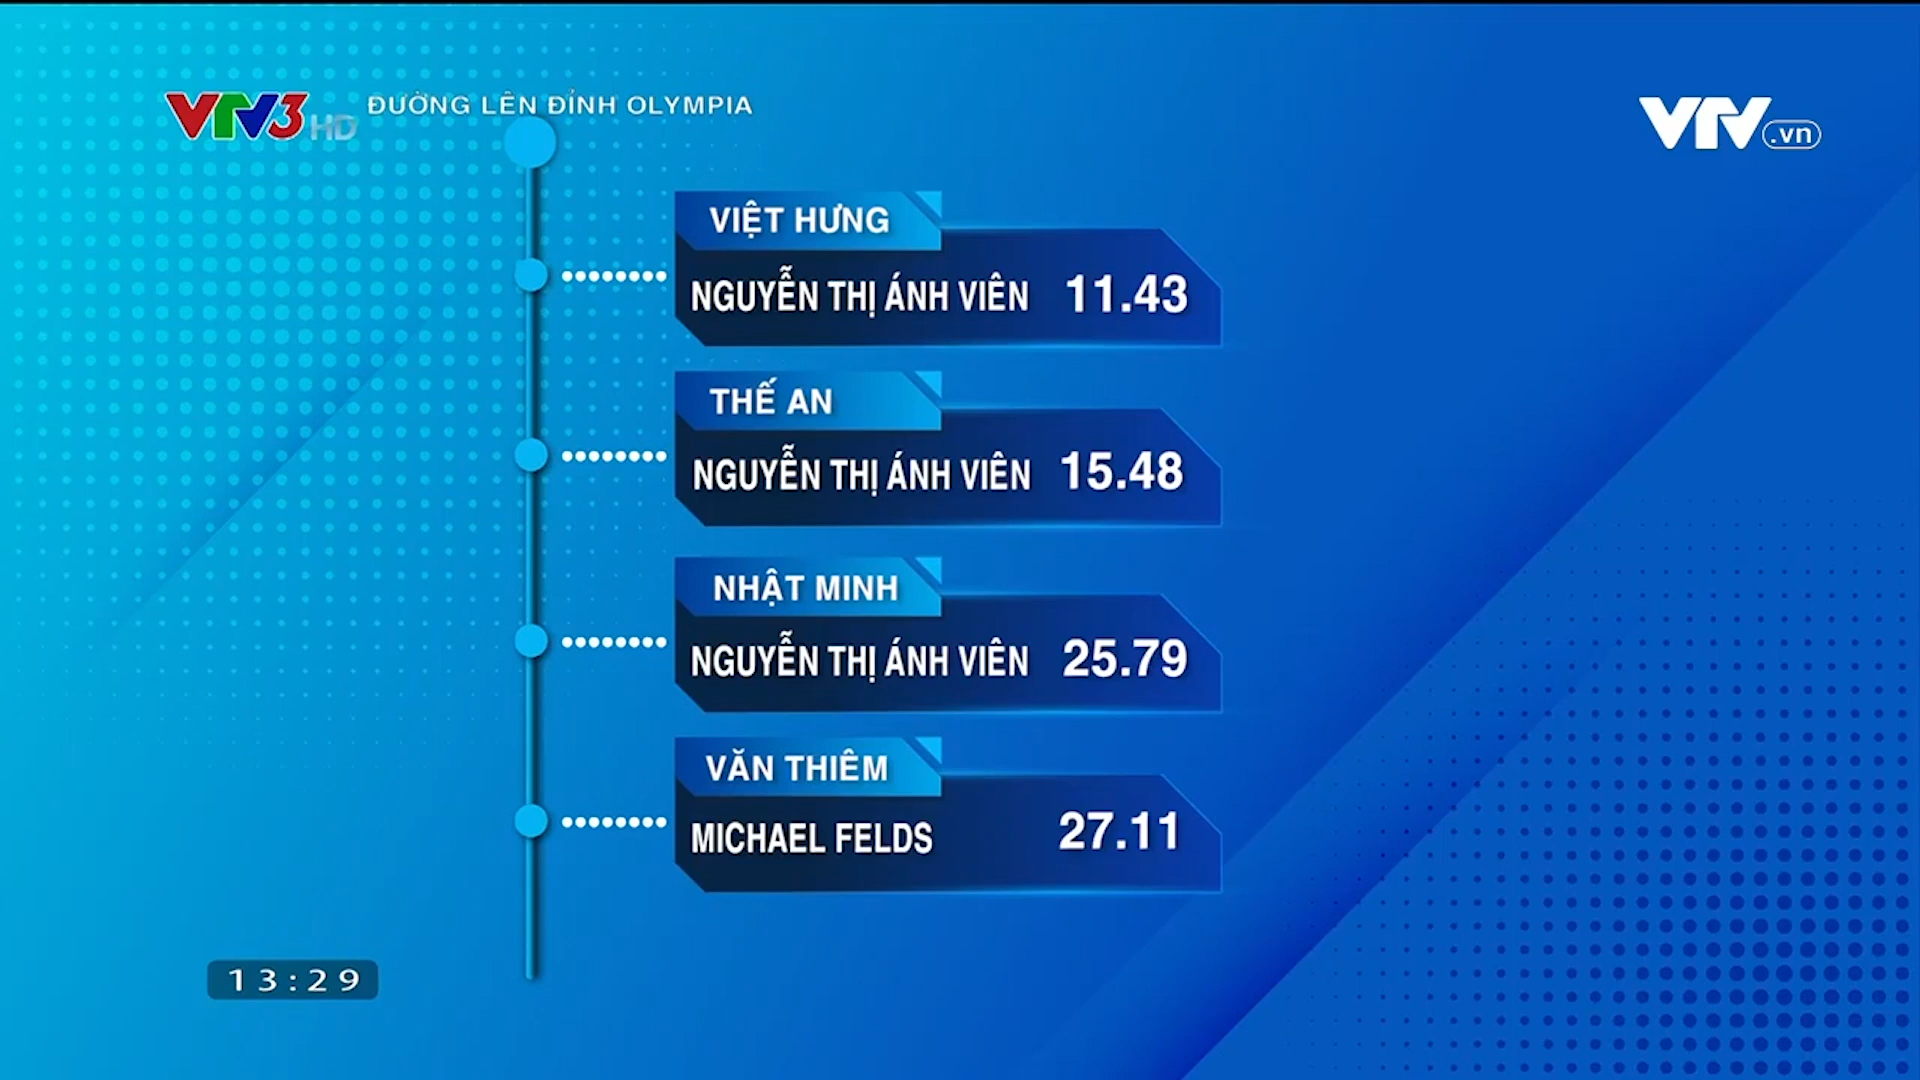 VTV3 HD ĐƯỜNG LÊN ĐỈNH OLYMPIA
VTV.vn
VIỆT HƯNG
NGUYỄN THỊ ÁNH VIÊN 11.43
THẾ AN
NGUYỄN THỊ ÁNH VIÊN 15.48
NHẬT MINH
NGUYỄN THỊ ÁNH VIÊN 25.79
VĂN THIÊM
MICHAEL FELDS 27.11
13:29